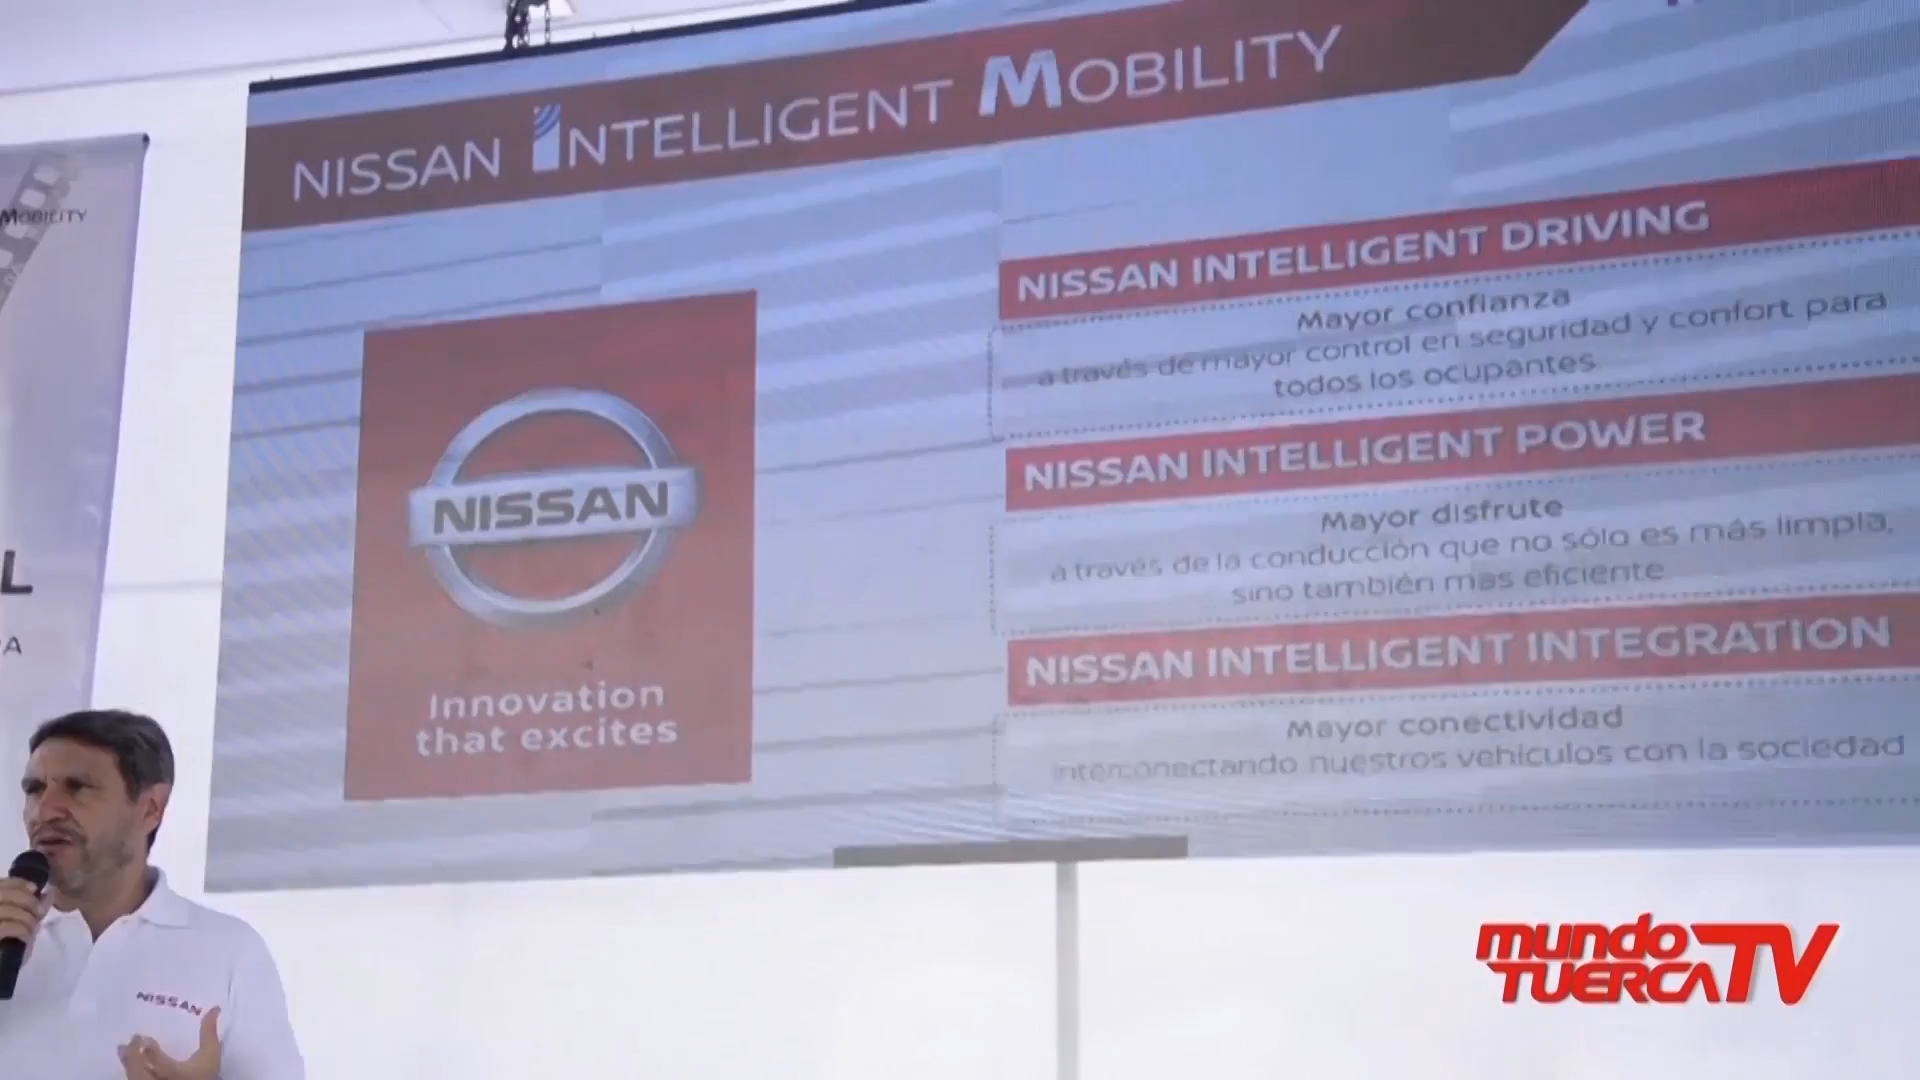 NISSAN INTELLIGENT MOBILITY
NISSAN INTELLIGENT DRIVING
Mayor confianza
a través de mayor control en seguridad y confort para
todos los ocupantes
NISSAN INTELLIGENT POWER
Mayor disfrute
a través de la conducción que no sólo es más limpia,
sino también mas eficiente
NISSAN INTELLIGENT INTEGRATION
Mayor conectividad
interconectando nuestros vehículos con la sociedad
NISSAN
Innovation
that excites
MOBILITY
L
A
NISSAN
mundo
TUERCA TV